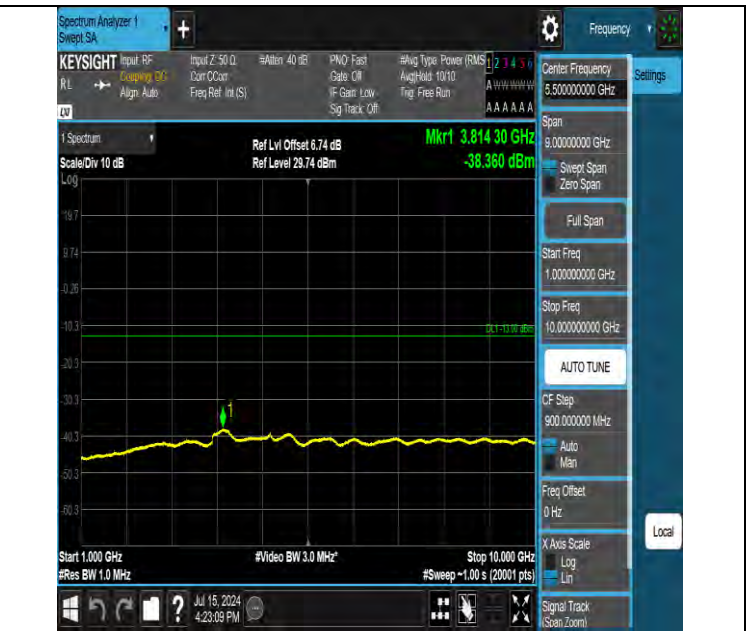 Spectrum Analyzer 1
Swept SA
+
Frequency
KEYSIGHT
RL
Input: RF
Coupling: DC
Align: Auto
Input Z: 50 Ω
Corr CCorr
Freq Ref: Int (S)
#Atten: 40 dB
PNO: Fast
Gate: Off
IF Gain: Low
Sig Track: Off
#Avg Type: Power (RMS
Avg|Hold: 10/10
Trig: Free Run
1 2 3 4 5 6
A W W W W W
A A A A A A
Center Frequency
5.500000000 GHz
Settings
1 Spectrum
Scale/Div 10 dB
Ref Lvl Offset 6.74 dB
Ref Level 29.74 dBm
Mkr1 3.814 30 GHz
-38.360 dBm
Span
9.00000000 GHz
Swept Span
Zero Span
Full Span
Start Freq
1.000000000 GHz
Stop Freq
10.000000000 GHz
AUTO TUNE
CF Step
900.000000 MHz
Auto
Man
Freq Offset
0 Hz
X Axis Scale
Log
Lin
Signal Track
(Span Zoom)
Local
Log
19.7
9.74
-0.26
-10.3
-20.3
-30.3
-40.3
-50.3
-60.3
1
Start 1.000 GHz
#Res BW 1.0 MHz
#Video BW 3.0 MHz*
Stop 10.000 GHz
#Sweep ~1.00 s (20001 pts)
?
Jul 15, 2024
4:23:09 PM